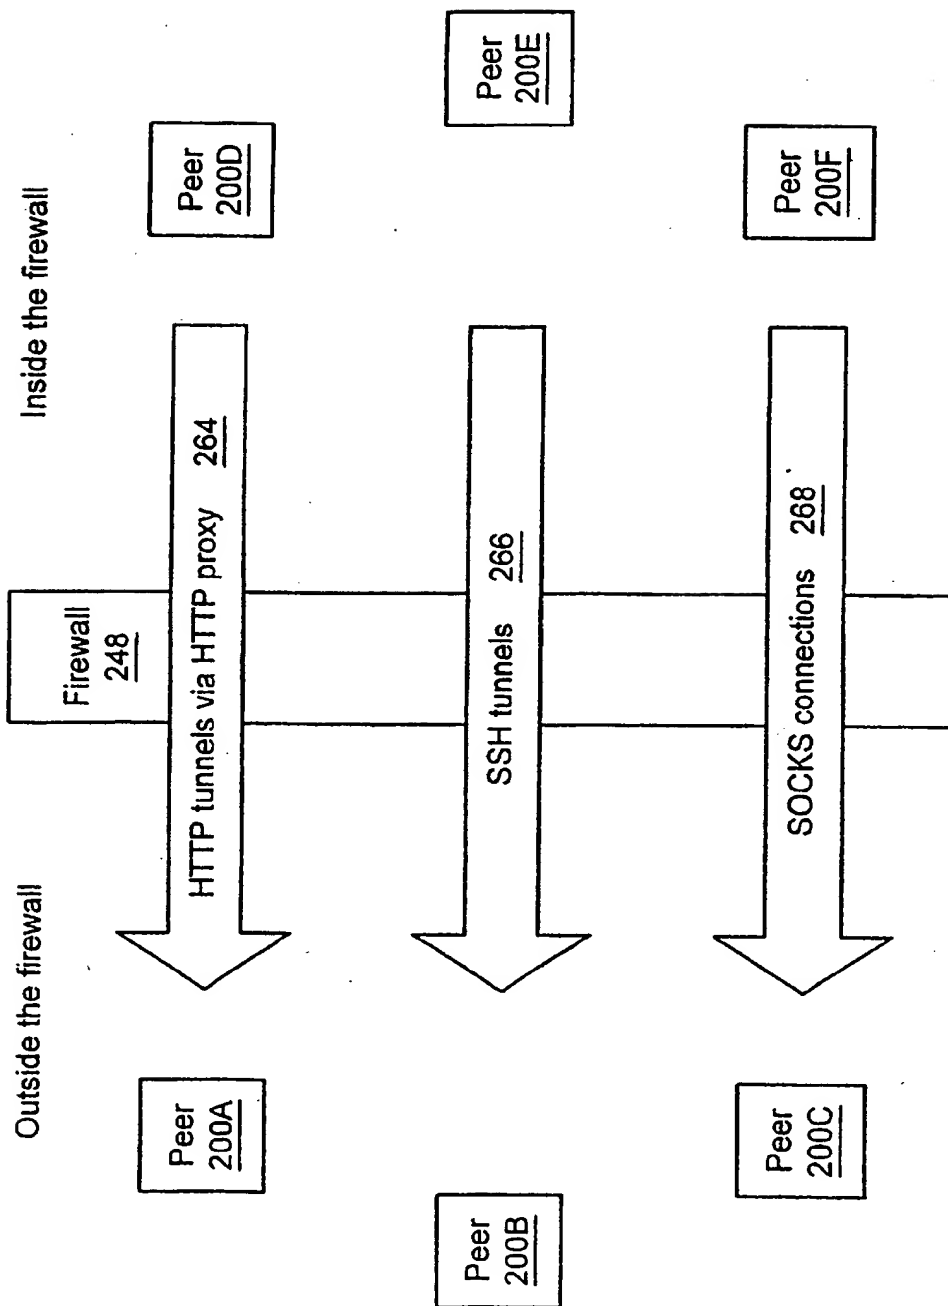 Outside the firewall
Inside the firewall
Firewall
248
Peer
200A
HTTP tunnels via HTTP proxy 264
Peer
200D
Peer
200B
SSH tunnels 266
Peer
200E
Peer
200C
SOCKS connections 268
Peer
200F